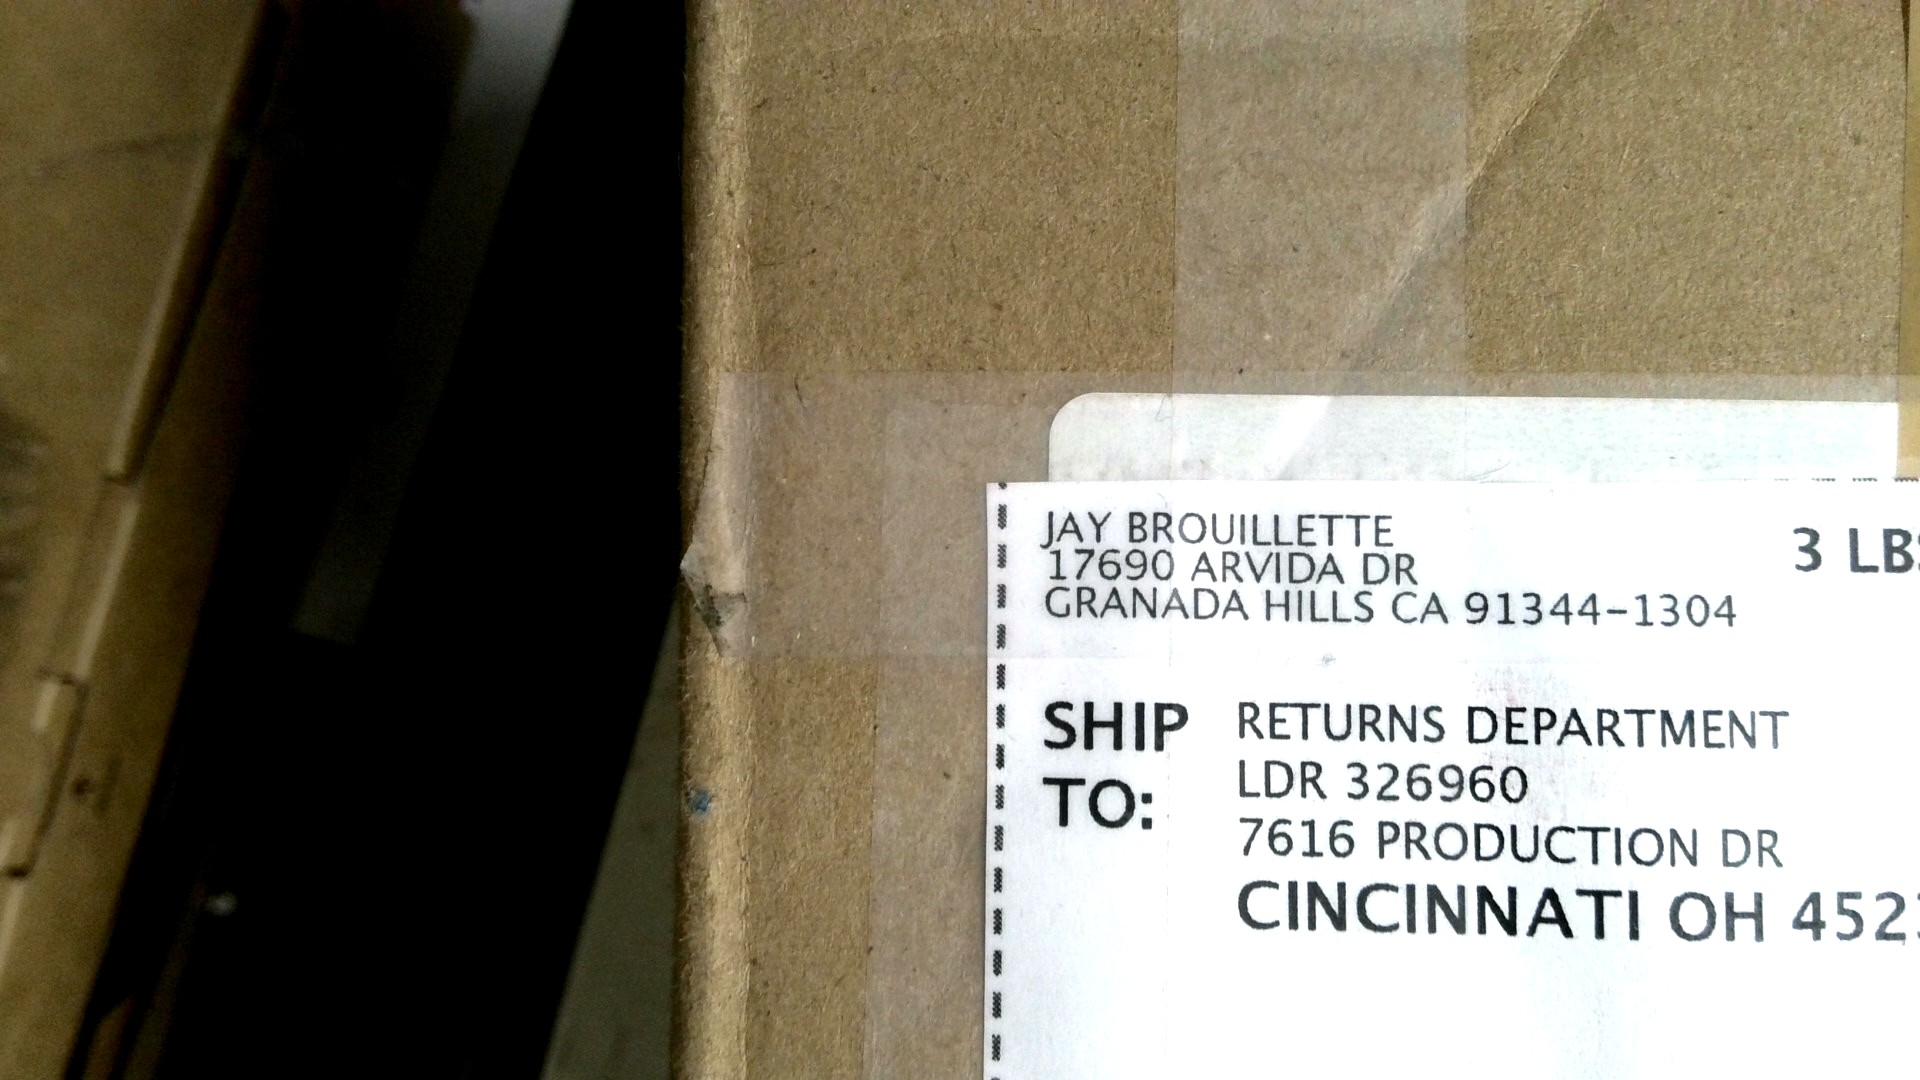 JAY BROUILLETTE
17690 ARVIDA DR
GRANADA HILLS CA 91344-1304
3 LBS
SHIP TO:
RETURNS DEPARTMENT
LDR 326960
7616 PRODUCTION DR
CINCINNATI OH